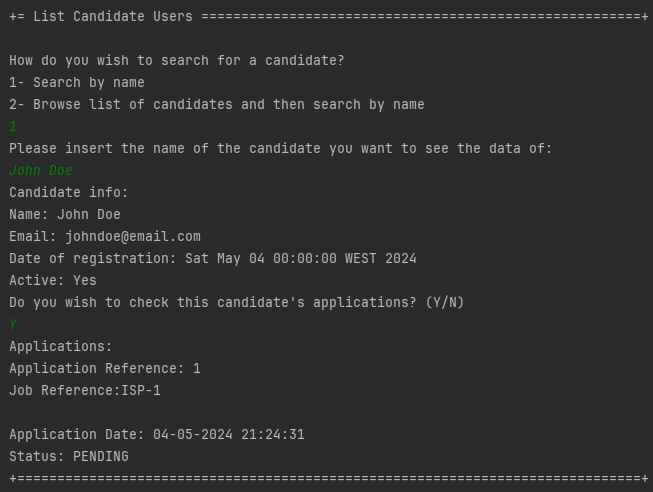 += List Candidate Users =======================================================+
How do you wish to search for a candidate?
1- Search by name
2- Browse list of candidates and then search by name
1
Please insert the name of the candidate you want to see the data of:
John Doe
Candidate info:
Name: John Doe
Email: johndoe@email.com
Date of registration: Sat May 04 00:00:00 WEST 2024
Active: Yes
Do you wish to check this candidate's applications? (Y/N)
Y
Applications:
Application Reference: 1
Job Reference:ISP-1
Application Date: 04-05-2024 21:24:31
Status: PENDING
+==============================================================================+